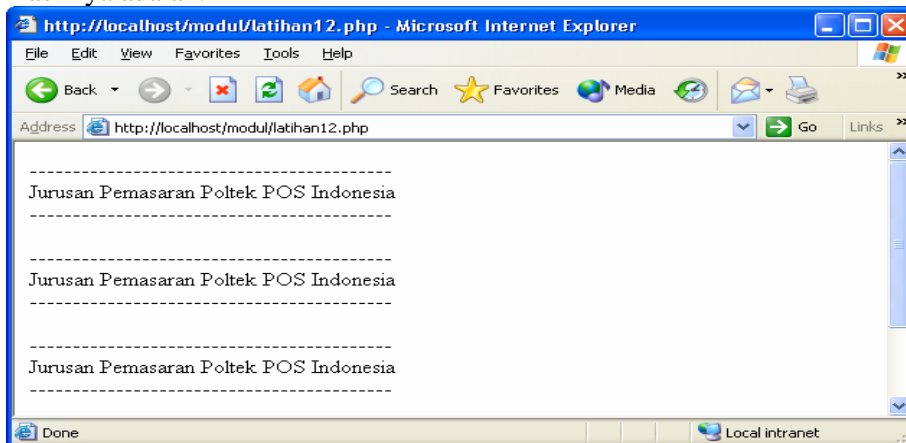 http://localhost/modul/latihan12.php - Microsoft Internet Explorer
File Edit View Favorites Tools Help
Back Search Favorites Media
Address http://localhost/modul/latihan12.php Go Links »
------------------------------------------
Jurusan Pemasaran Poltek POS Indonesia
------------------------------------------
------------------------------------------
Jurusan Pemasaran Poltek POS Indonesia
------------------------------------------
------------------------------------------
Jurusan Pemasaran Poltek POS Indonesia
------------------------------------------
Done Local intranet